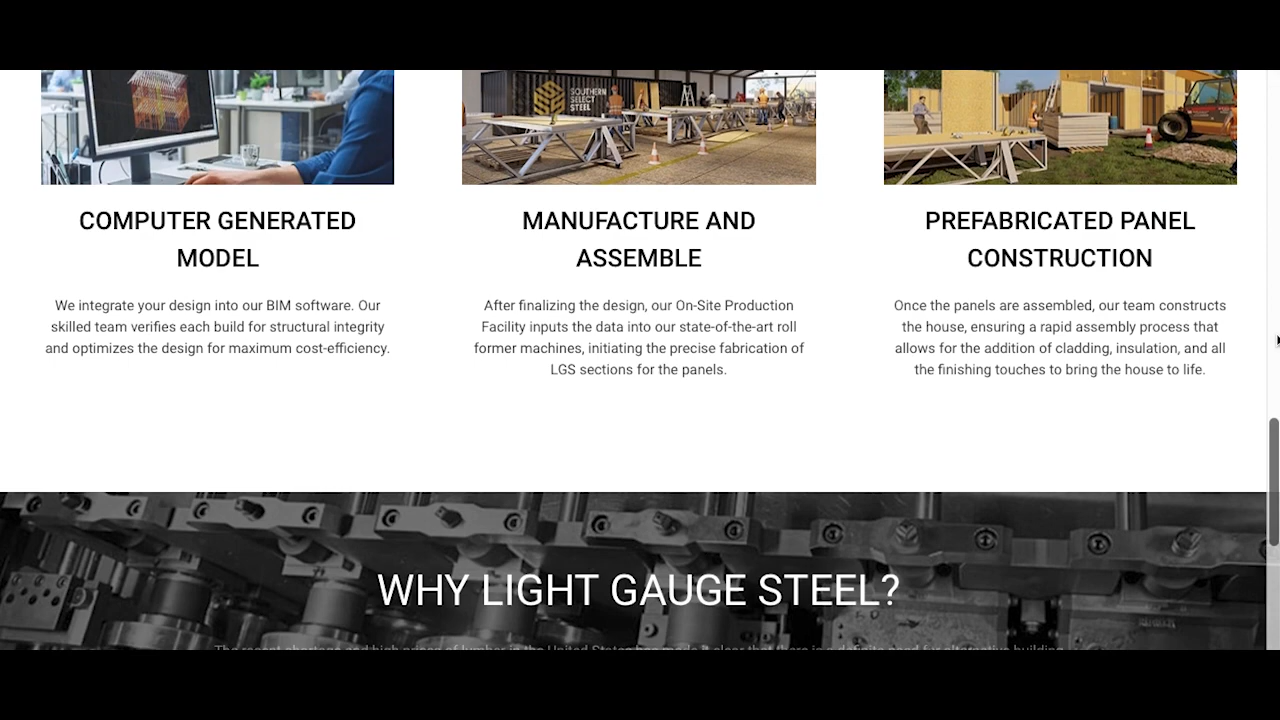 SOUTHERN
SELECT
STEEL
COMPUTER GENERATED
MODEL
We integrate your design into our BIM software. Our
skilled team verifies each build for structural integrity
and optimizes the design for maximum cost-efficiency.
MANUFACTURE AND
ASSEMBLE
After finalizing the design, our On-Site Production
Facility inputs the data into our state-of-the-art roll
former machines, initiating the precise fabrication of
LGS sections for the panels.
PREFABRICATED PANEL
CONSTRUCTION
Once the panels are assembled, our team constructs
the house, ensuring a rapid assembly process that
allows for the addition of cladding, insulation, and all
the finishing touches to bring the house to life.
WHY LIGHT GAUGE STEEL?